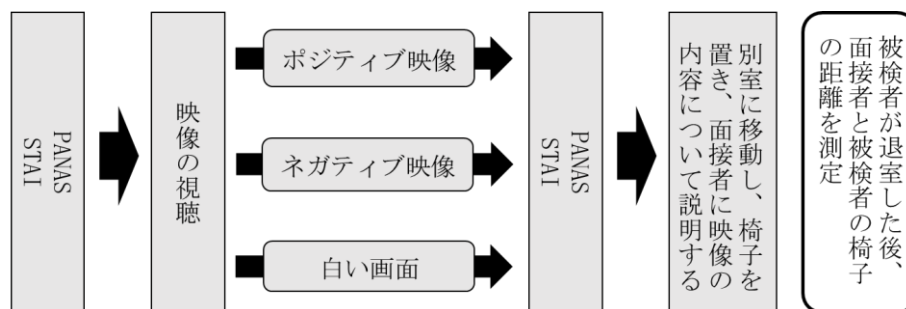 PANAS
STAI
映像の視聴
ポジティブ映像
ネガティブ映像
白い画面
PANAS
STAI
別室に移動し、椅子を
置き、面接者に映像の
内容について説明する
被検者が退室した後、
面接者と被検者の椅子
の距離を測定